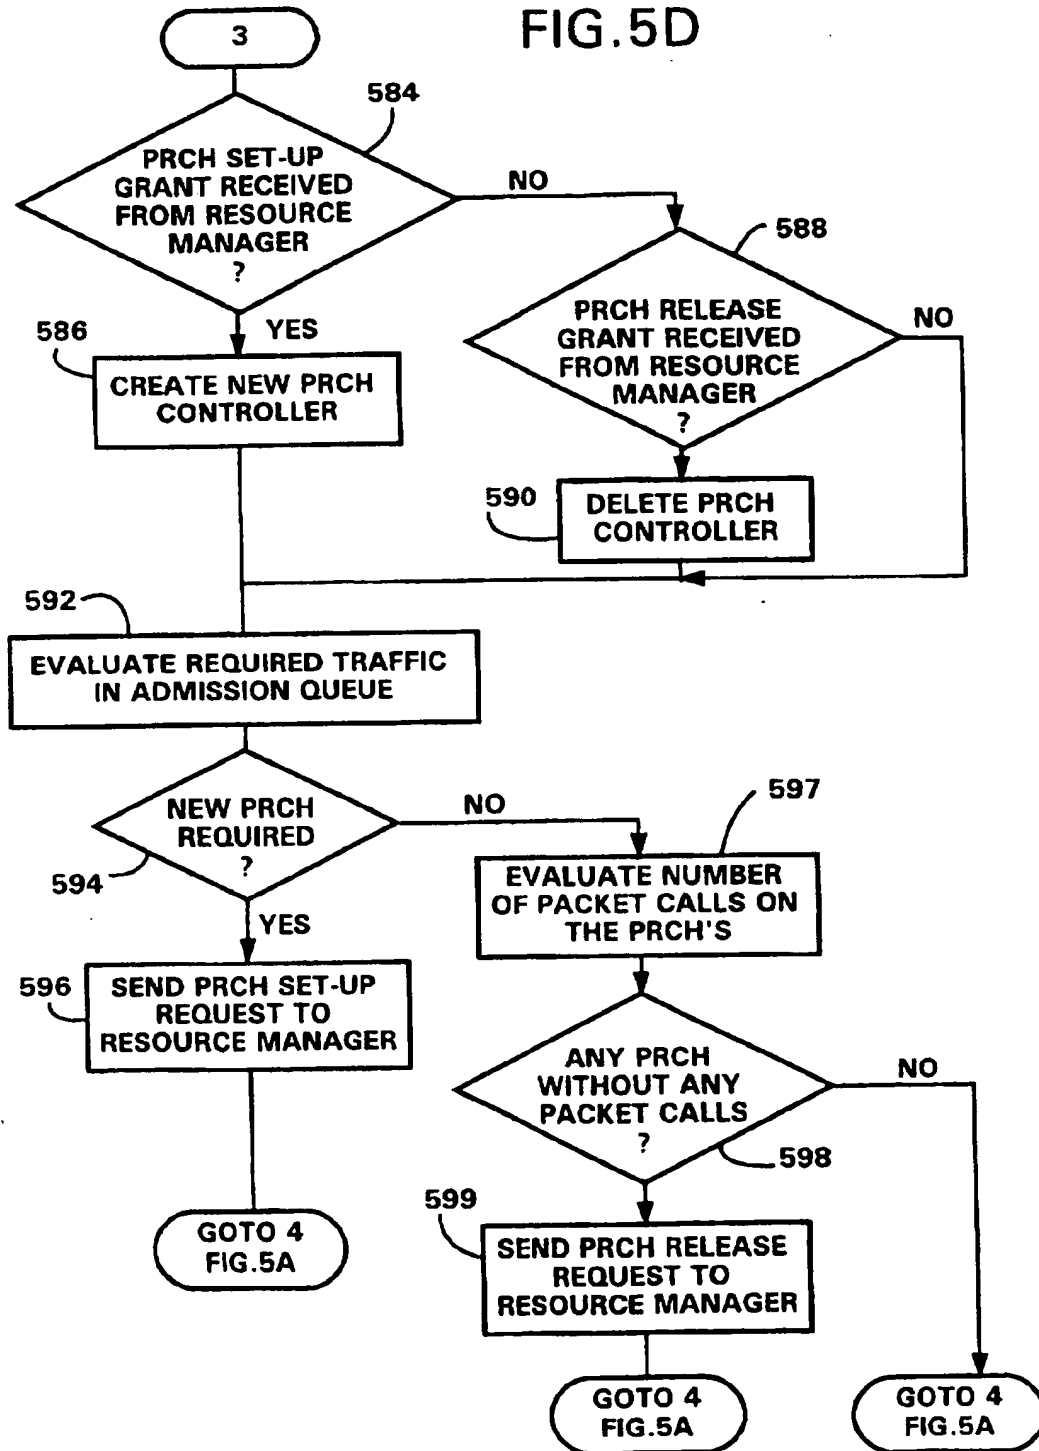 FIG.5D
3
584
PRCH SET-UP
GRANT RECEIVED
FROM RESOURCE
MANAGER
?
NO
588
586
YES
PRCH RELEASE
GRANT RECEIVED
FROM RESOURCE
MANAGER
?
NO
CREATE NEW PRCH
CONTROLLER
590
DELETE PRCH
CONTROLLER
592
EVALUATE REQUIRED TRAFFIC
IN ADMISSION QUEUE
NEW PRCH
REQUIRED
?
NO
597
594
EVALUATE NUMBER
OF PACKET CALLS ON
THE PRCH'S
YES
596
SEND PRCH SET-UP
REQUEST TO
RESOURCE MANAGER
ANY PRCH
WITHOUT ANY
PACKET CALLS
?
NO
598
599
SEND PRCH RELEASE
REQUEST TO
RESOURCE MANAGER
GOTO 4
FIG.5A
GOTO 4
FIG.5A
GOTO 4
FIG.5A